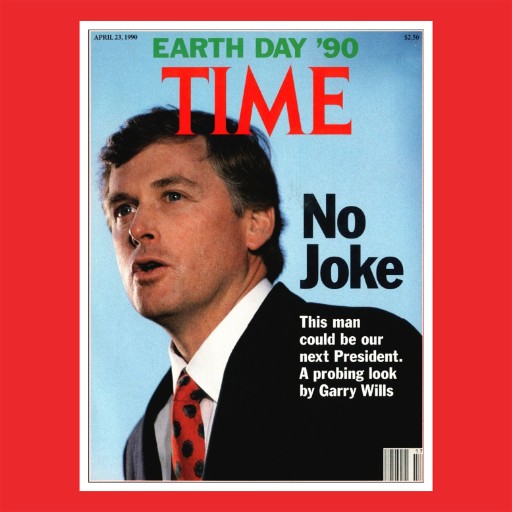 APRIL 23, 1990
$2.50
EARTH DAY '90
TIME
No
Joke
This man
could be our
next President.
A probing look
by Garry Wills